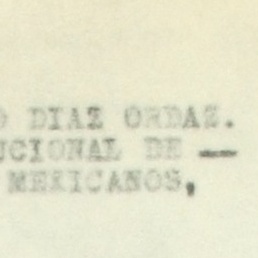 O DIAZ ORDAZ.
UCIONAL DE —
MEXICANOS,